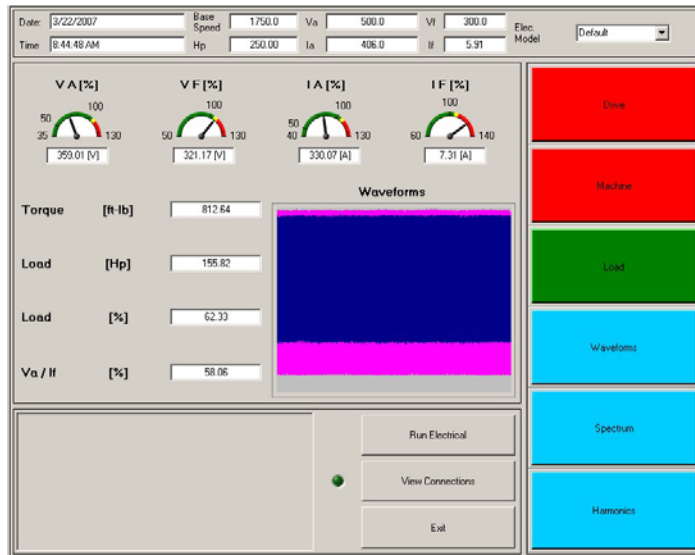 Date: 3/22/2007 Base Speed 1750.0 Va 500.0 Vf 300.0 Elec. Model Default
Time 8:44:48 AM Hp 250.00 Ia 406.0 If 5.91
V A [%] V F [%] I A [%] I F [%]
35 50 100 130 50 100 130 40 50 100 130 60 100 140
359.01 [V] 321.17 [V] 330.07 [A] 7.31 [A]
Waveforms
Torque [ft-lb] 812.64
Load [Hp] 155.82
Load [%] 62.33
Va / If [%] 58.06
Run Electrical
View Connections
Exit
Drive
Machine
Load
Waveforms
Spectrum
Harmonics